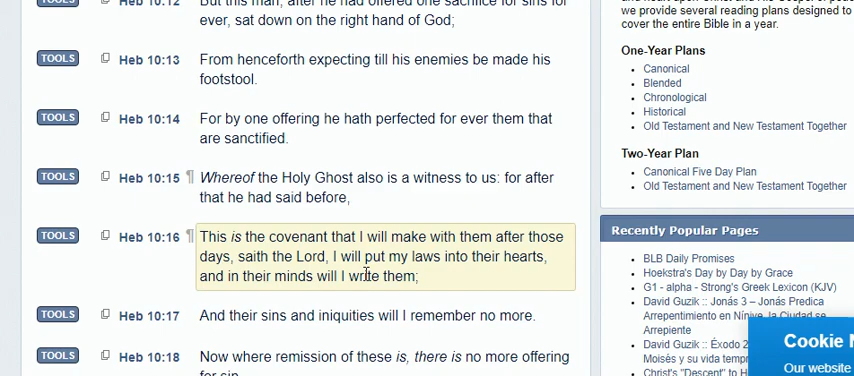 Heb 10:12 But this man, after he had offered one sacrifice for sins for
ever, sat down on the right hand of God;
TOOLS Heb 10:13 From henceforth expecting till his enemies be made his
footstool.
TOOLS Heb 10:14 For by one offering he hath perfected for ever them that
are sanctified.
TOOLS Heb 10:15 ¶ Whereof the Holy Ghost also is a witness to us: for after
that he had said before,
TOOLS Heb 10:16 ¶ This is the covenant that I will make with them after those
days, saith the Lord, I will put my laws into their hearts,
and in their minds will I write them;
TOOLS Heb 10:17 And their sins and iniquities will I remember no more.
TOOLS Heb 10:18 Now where remission of these is, there is no more offering
for sin
we provide several reading plans designed to
cover the entire Bible in a year.
One-Year Plans
• Canonical
• Blended
• Chronological
• Historical
• Old Testament and New Testament Together
Two-Year Plan
• Canonical Five Day Plan
• Old Testament and New Testament Together
Recently Popular Pages
• BLB Daily Promises
• Hoekstra's Day by Day by Grace
• G1 - alpha - Strong's Greek Lexicon (KJV)
• David Guzik :: Jonás 3 – Jonás Predica
Arrepentimiento en Nínive, la Ciudad se
Arrepiente
• David Guzik :: Éxodo 2
Moisés y su vida
• Christ's "Descent" to
Cookie
Our website